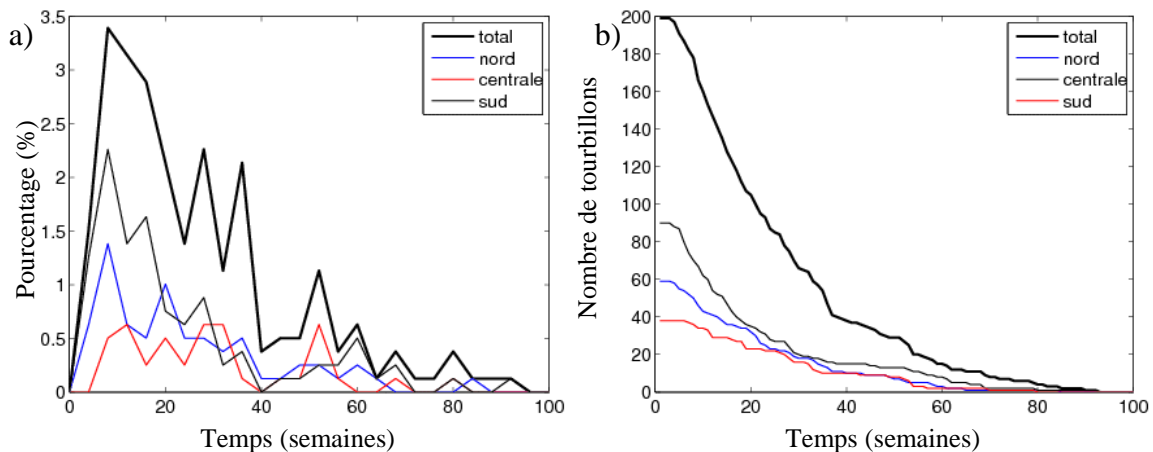 a)
Pourcentage (%)
3.5
3
2.5
2
1.5
1
0.5
0
0 20 40 60 80 100
Temps (semaines)
total
nord
centrale
sud
b)
Nombre de tourbillons
200
180
160
140
120
100
80
60
40
20
0
0 20 40 60 80 100
Temps (semaines)
total
nord
centrale
sud